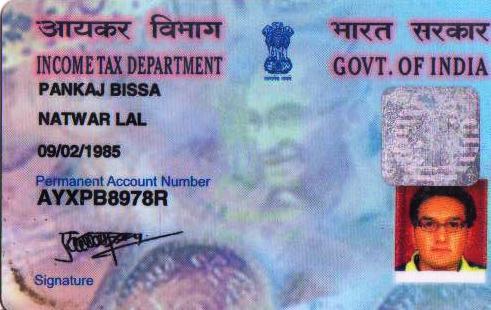 आयकर विभाग
भारत सरकार
INCOME TAX DEPARTMENT
GOVT. OF INDIA
PANKAJ BISSA
NATWAR LAL
09/02/1985
Permanent Account Number
AYXPB8978R
Signature